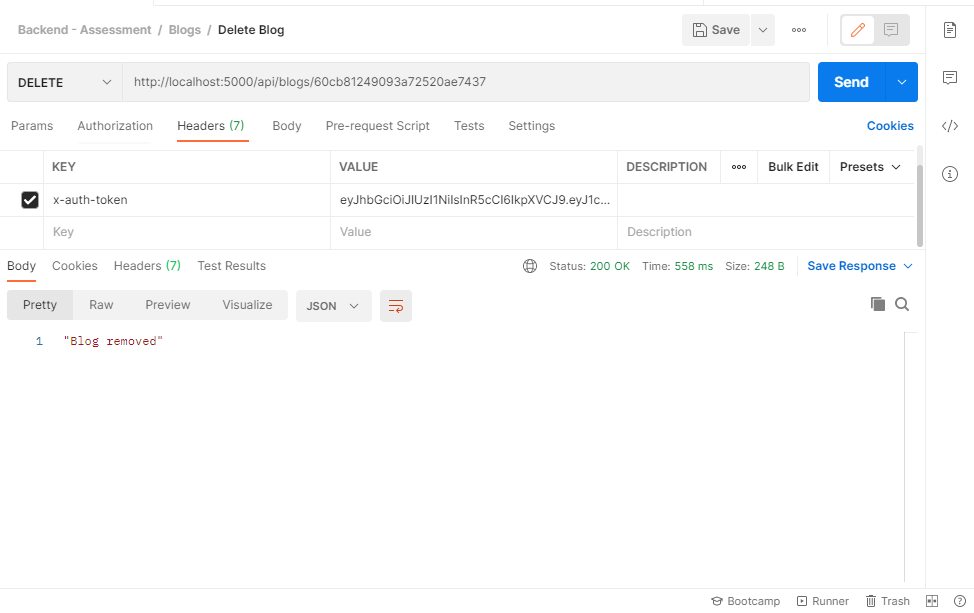 Backend - Assessment / Blogs / Delete Blog
Save
DELETE
http://localhost:5000/api/blogs/60cb81249093a72520ae7437
Send
Params Authorization Headers (7) Body Pre-request Script Tests Settings
Cookies
KEY VALUE DESCRIPTION Bulk Edit Presets
x-auth-token eyJhbGciOiJIUzI1NiIsInR5cCI6IkpXVCJ9.eyJ1c...
Key Value Description
Body Cookies Headers (7) Test Results
Status: 200 OK Time: 558 ms Size: 248 B Save Response
Pretty Raw Preview Visualize JSON
1 "Blog removed"
Bootcamp Runner Trash